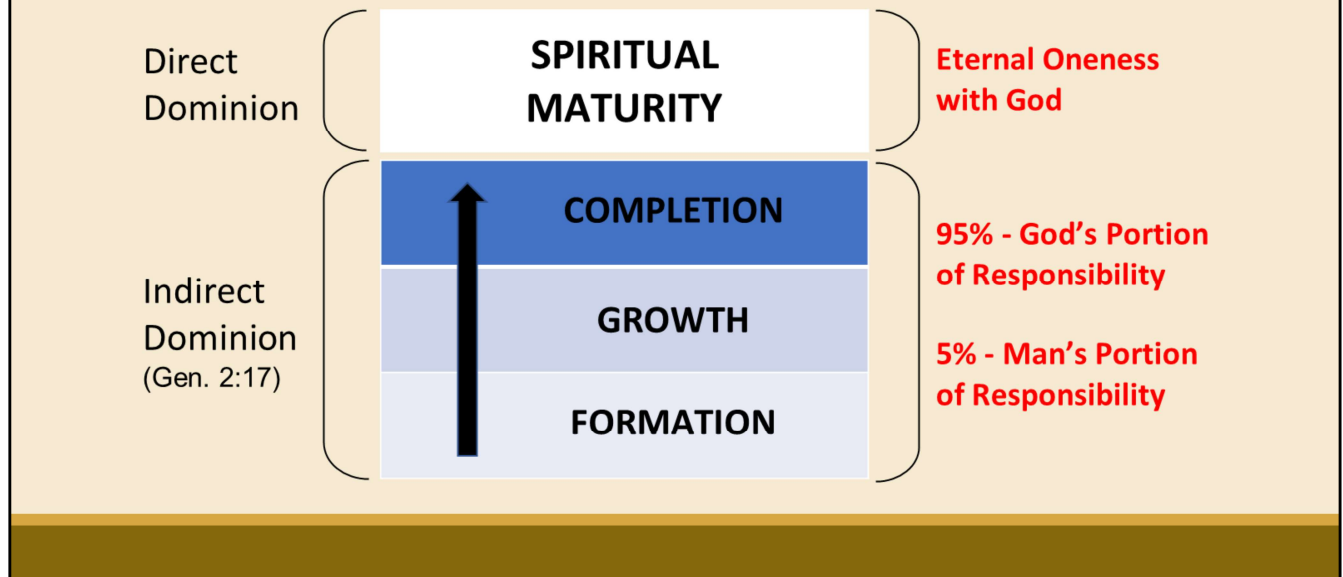 Direct
Dominion
SPIRITUAL
MATURITY
Eternal Oneness
with God
Indirect
Dominion
(Gen. 2:17)
COMPLETION
GROWTH
FORMATION
95% - God’s Portion
of Responsibility
5% - Man’s Portion
of Responsibility